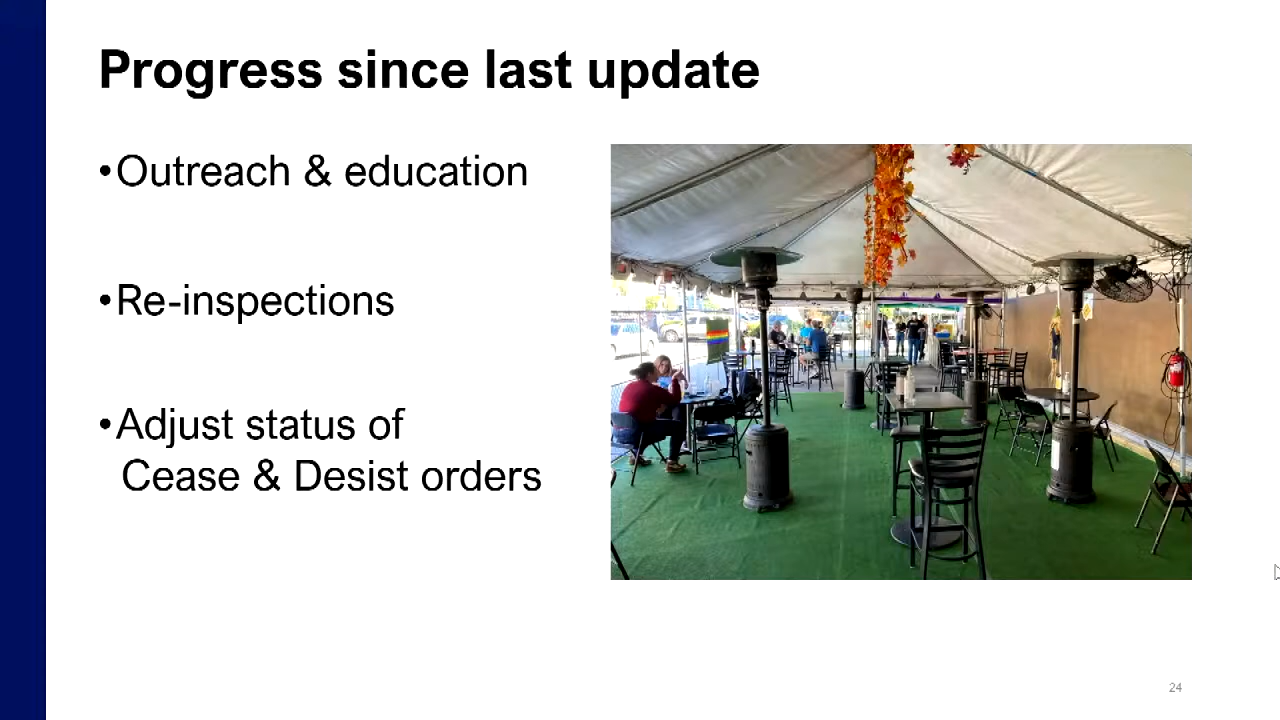 Progress since last update
•Outreach & education
•Re-inspections
•Adjust status of
Cease & Desist orders
24